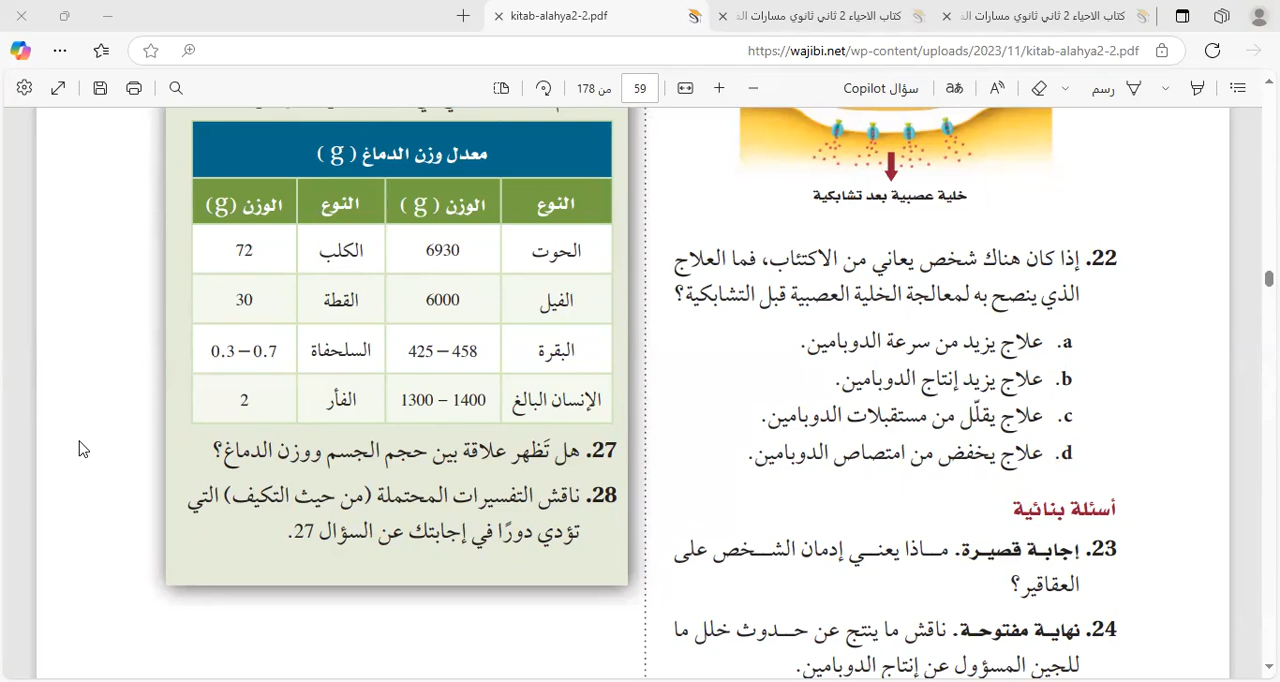 kitab-alahya2-2.pdf
كتاب الاحياء 2 ثاني ثانوي مسارات الف
كتاب الاحياء 2 ثاني ثانوي مسارات الف
https://wajibi.net/wp-content/uploads/2023/11/kitab-alahya2-2.pdf
سؤال Copilot
رسم
59
من 178
خلية عصبية بعد تشابكية
22. إذا كان هناك شخص يعاني من الاكتئاب، فما العلاج
الذي ينصح به لمعالجة الخلية العصبية قبل التشابكية؟
a. علاج يزيد من سرعة الدوبامين.
b. علاج يزيد إنتاج الدوبامين.
c. علاج يقلّل من مستقبلات الدوبامين.
d. علاج يخفض من امتصاص الدوبامين.
أسئلة بنائية
23. إجابة قصيرة. ماذا يعني إدمان الشخص على
العقاقير؟
24. نهاية مفتوحة. ناقش ما ينتج عن حدوث خلل ما
للجين المسؤول عن إنتاج الدوبامين.
معدل وزن الدماغ ( g )
النوع الوزن ( g ) النوع الوزن (g)
الحوت 6930 الكلب 72
الفيل 6000 القطة 30
البقرة 425 – 458 السلحفاة 0.3 – 0.7
الإنسان البالغ 1300 – 1400 الفأر 2
27. هل تَظهر علاقة بين حجم الجسم ووزن الدماغ؟
28. ناقش التفسيرات المحتملة (من حيث التكيف) التي
تؤدي دورًا في إجابتك عن السؤال 27.